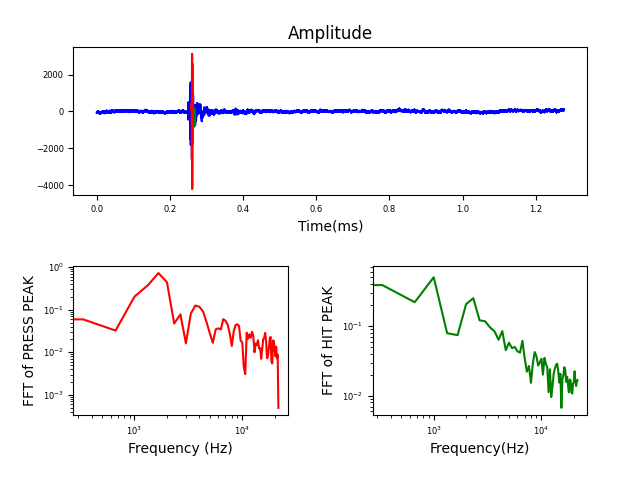 Amplitude
2000
0
−2000
−4000
0.0 0.2 0.4 0.6 0.8 1.0 1.2
Time(ms)
FFT of PRESS PEAK
10⁰
10⁻¹
10⁻²
10⁻³
10³ 10⁴
Frequency (Hz)
FFT of HIT PEAK
10⁻¹
10⁻²
10³ 10⁴
Frequency(Hz)